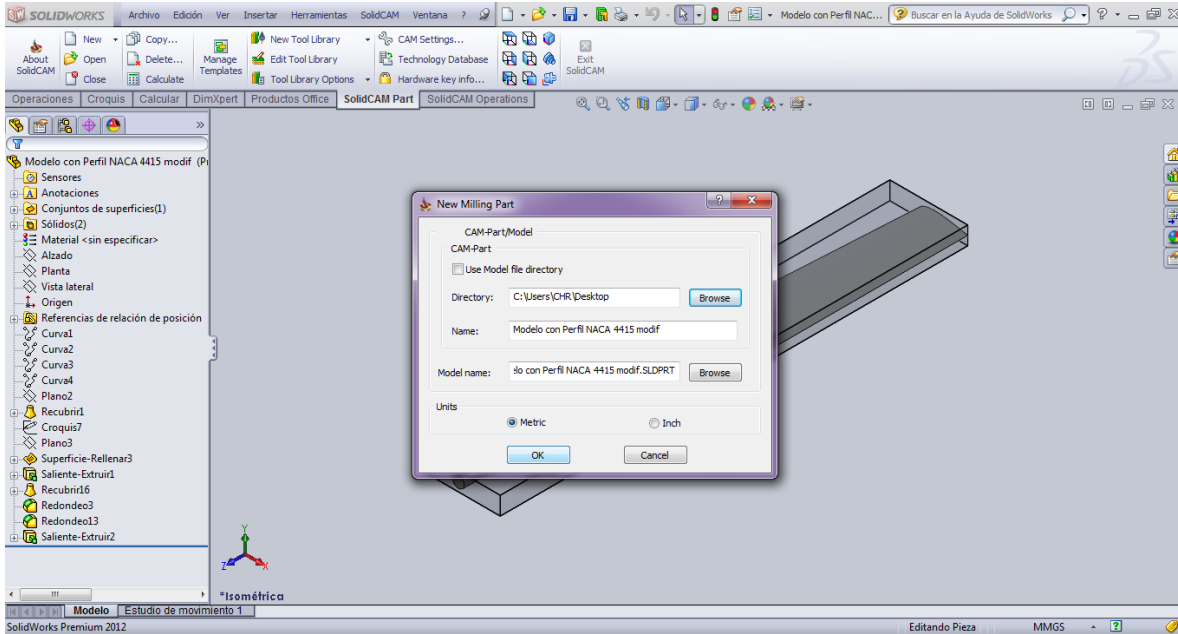 SOLIDWORKS Archivo Edición Ver Insertar Herramientas SolidCAM Ventana ? Modelo con Perfil NAC... Buscar en la Ayuda de SolidWorks
New Copy... New Tool Library CAM Settings...
About SolidCAM Open Delete... Manage Templates Edit Tool Library Technology Database Exit SolidCAM
Close Calculate Tool Library Options Hardware key info...
Operaciones Croquis Calcular DimXpert Productos Office SolidCAM Part SolidCAM Operations
Modelo con Perfil NACA 4415 modif (Pr
Sensores
Anotaciones
Conjuntos de superficies(1)
Sólidos(2)
Material <sin especificar>
Alzado
Planta
Vista lateral
Origen
Referencias de relación de posición
Curva1
Curva2
Curva3
Curva4
Plano2
Recubrir1
Croquis7
Plano3
Superficie-Rellenar3
Saliente-Extruir1
Recubrir16
Redondeo3
Redondeo13
Saliente-Extruir2
New Milling Part
CAM-Part/Model
CAM-Part
Use Model file directory
Directory: C:\Users\CHR\Desktop Browse
Name: Modelo con Perfil NACA 4415 modif
Model name: lo con Perfil NACA 4415 modif.SLDPRT Browse
Units
Metric Inch
OK Cancel
Y
Z X
*Isométrica
Modelo Estudio de movimiento 1
SolidWorks Premium 2012 Editando Pieza MMGS ?